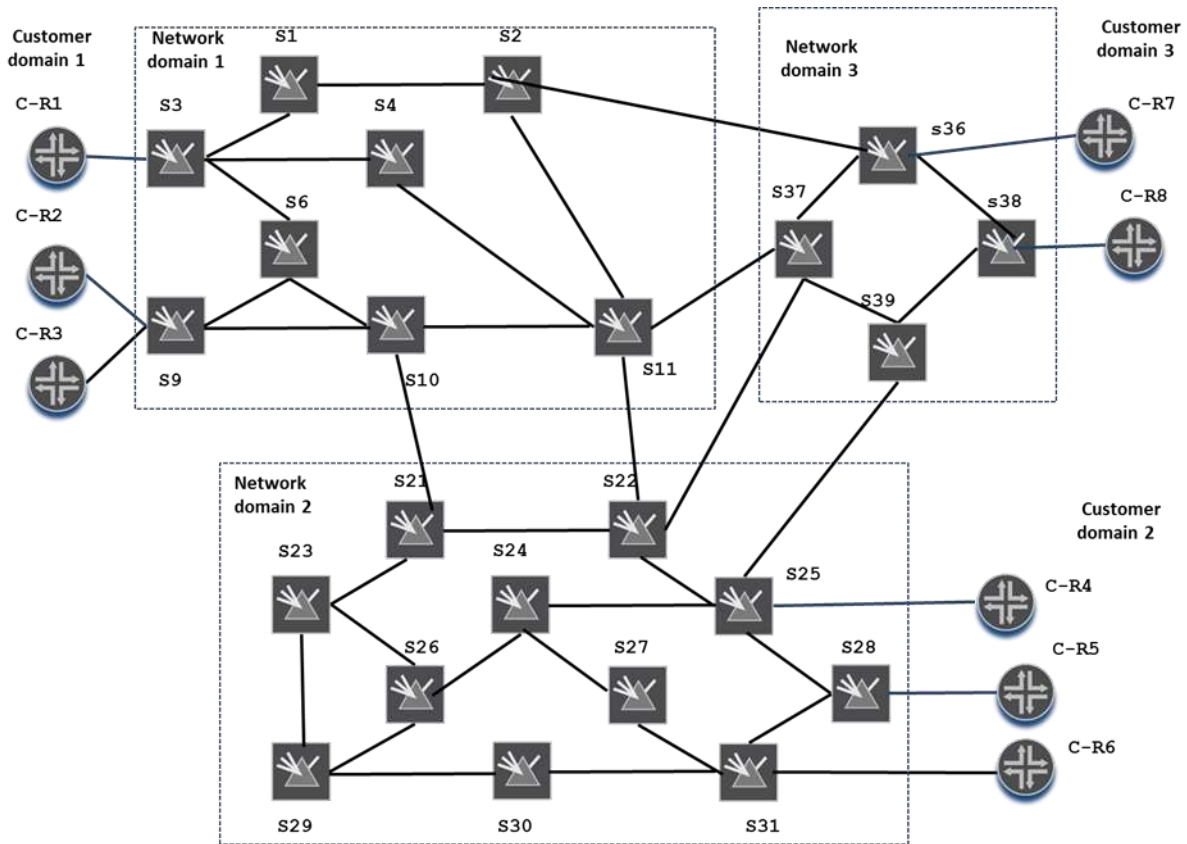 Customer
domain 1
Network
domain 1
S1
S2
Network
domain 3
Customer
domain 3
C-R1
S3
S4
s36
C-R7
C-R2
S6
S37
s38
C-R8
C-R3
S39
S9
S10
S11
Network
domain 2
S21
S22
Customer
domain 2
S23
S24
S25
C-R4
S26
S27
S28
C-R5
C-R6
S29
S30
S31